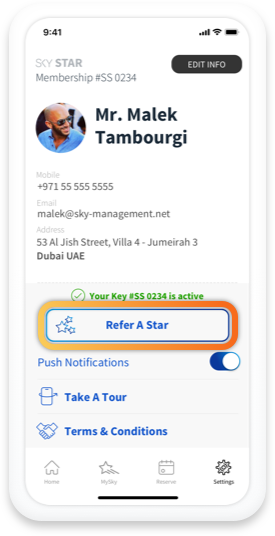 9:41
SKY STAR
EDIT INFO
Membership #SS 0234
Mr. Malek
Tambourgi
Mobile
+971 55 555 5555
Email
malek@sky-management.net
Address
53 Al Jish Street, Villa 4 - Jumeirah 3
Dubai UAE
Your Key #SS 0234 is active
Refer A Star
Push Notifications
Take A Tour
Terms & Conditions
Home
MySky
Reserve
Settings